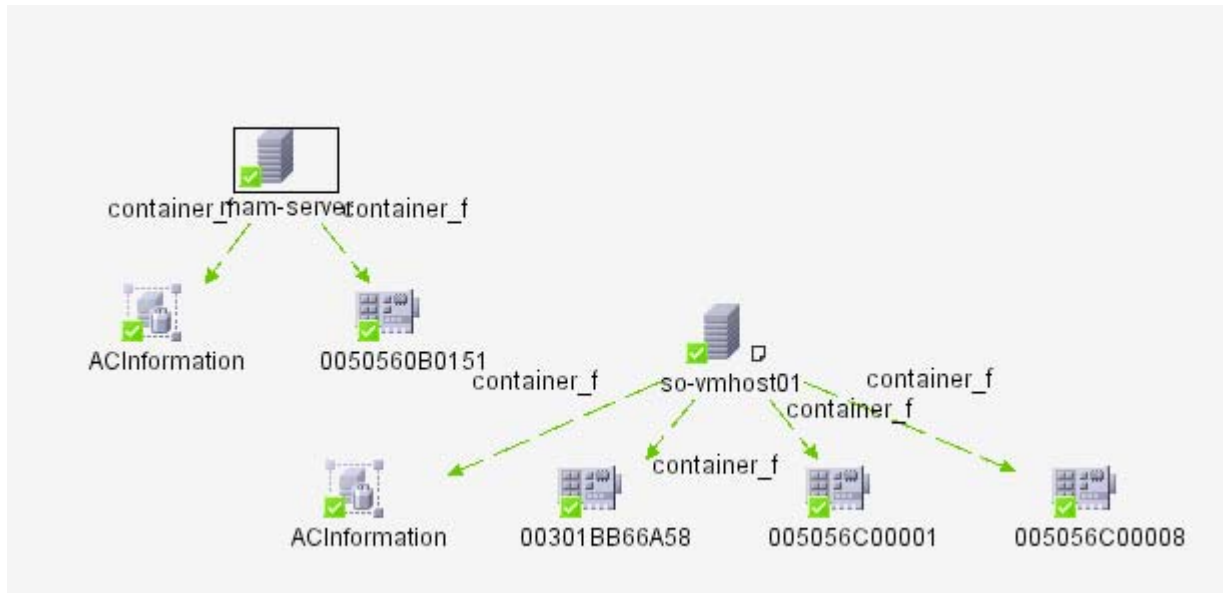 container_f
mam-server
container_f
ACInformation
0050560B0151
so-vmhost01
container_f
container_f
container_f
container_f
ACInformation
00301BB66A58
005056C00001
005056C00008